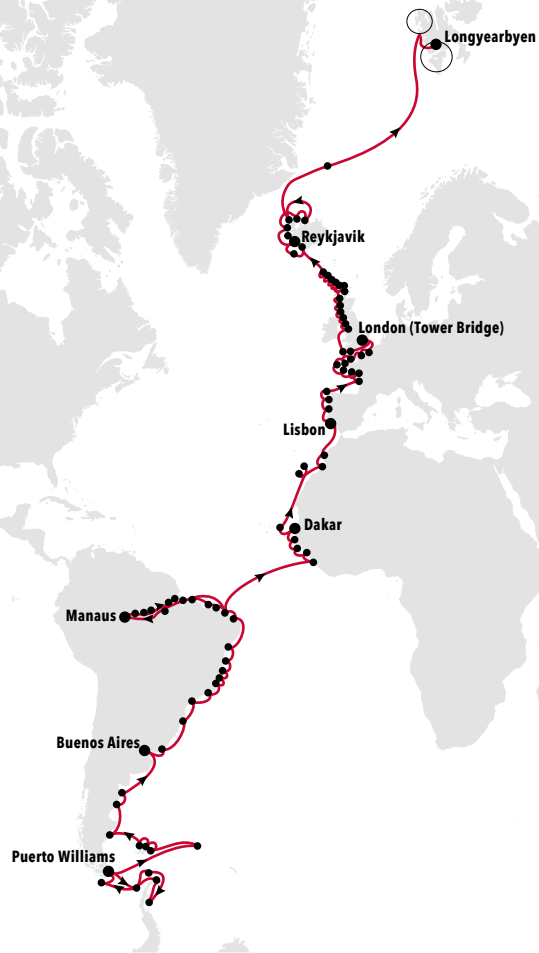 Longyearbyen
Reykjavik
London (Tower Bridge)
Lisbon
Dakar
Manaus
Buenos Aires
Puerto Williams